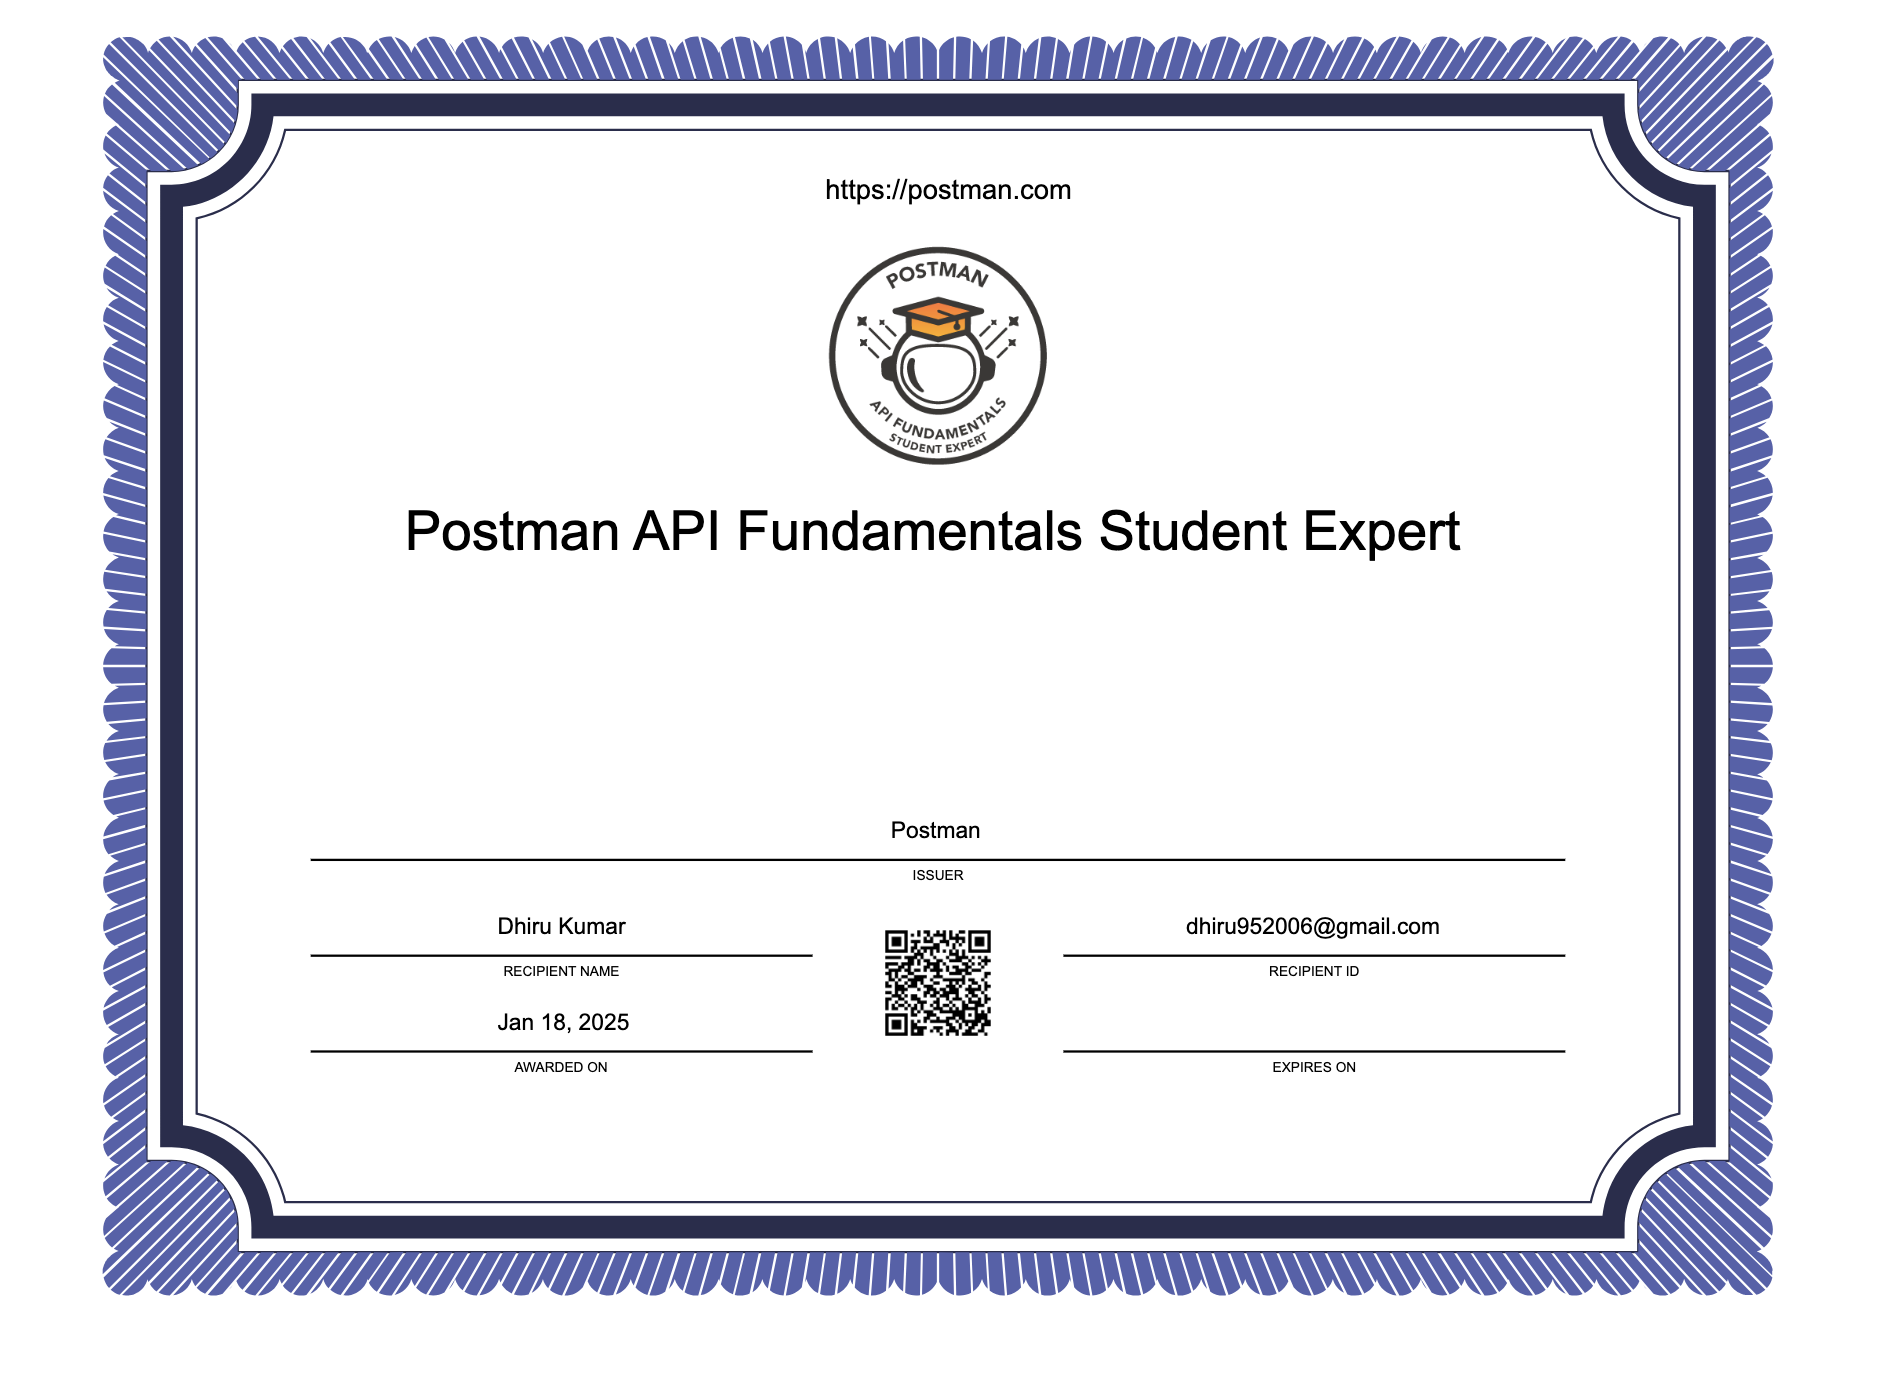 https://postman.com
POSTMAN
API FUNDAMENTALS
STUDENT EXPERT
Postman API Fundamentals Student Expert
Postman
ISSUER
Dhiru Kumar
RECIPIENT NAME
dhiru952006@gmail.com
RECIPIENT ID
Jan 18, 2025
AWARDED ON
EXPIRES ON